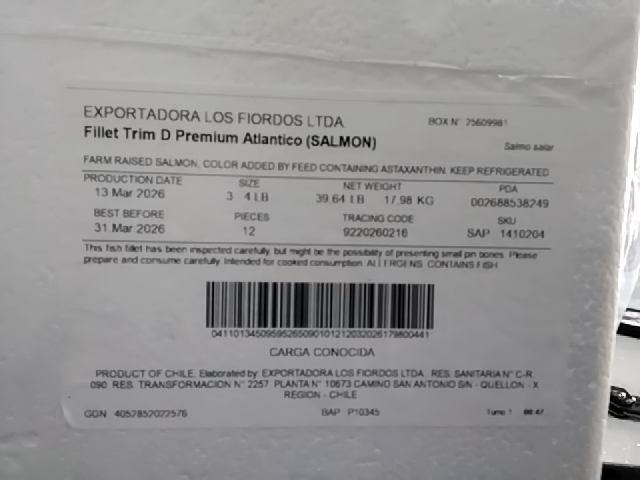 EXPORTADORA LOS FIORDOS LTDA.
BOX N° 25609981
Fillet Trim D Premium Atlantico (SALMON)
Salmo salar
FARM RAISED SALMON, COLOR ADDED BY FEED CONTAINING ASTAXANTHIN. KEEP REFRIGERATED
PRODUCTION DATE SIZE NET WEIGHT PDA
13 Mar 2026 3 4 LB 39,64 LB 17,98 KG 002688538249
BEST BEFORE PIECES TRACING CODE SKU
31 Mar 2026 12 9220260216 SAP 1410204
This fish fillet has been inspected carefully but might be the possibility of presenting small pin bones. Please
prepare and consume carefully. Intended for cooked consumption. ALLERGENS: CONTAINS FISH
CARGA CONOCIDA
PRODUCT OF CHILE. Elaborated by: EXPORTADORA LOS FIORDOS LTDA. RES. SANITARIA N° C-R
090 RES. TRANSFORMACION N° 2257 PLANTA N° 10673 CAMINO SAN ANTONIO S/N - QUELLON - X
REGION - CHILE
GGN 4052852022576 BAP P10345 Turno 1